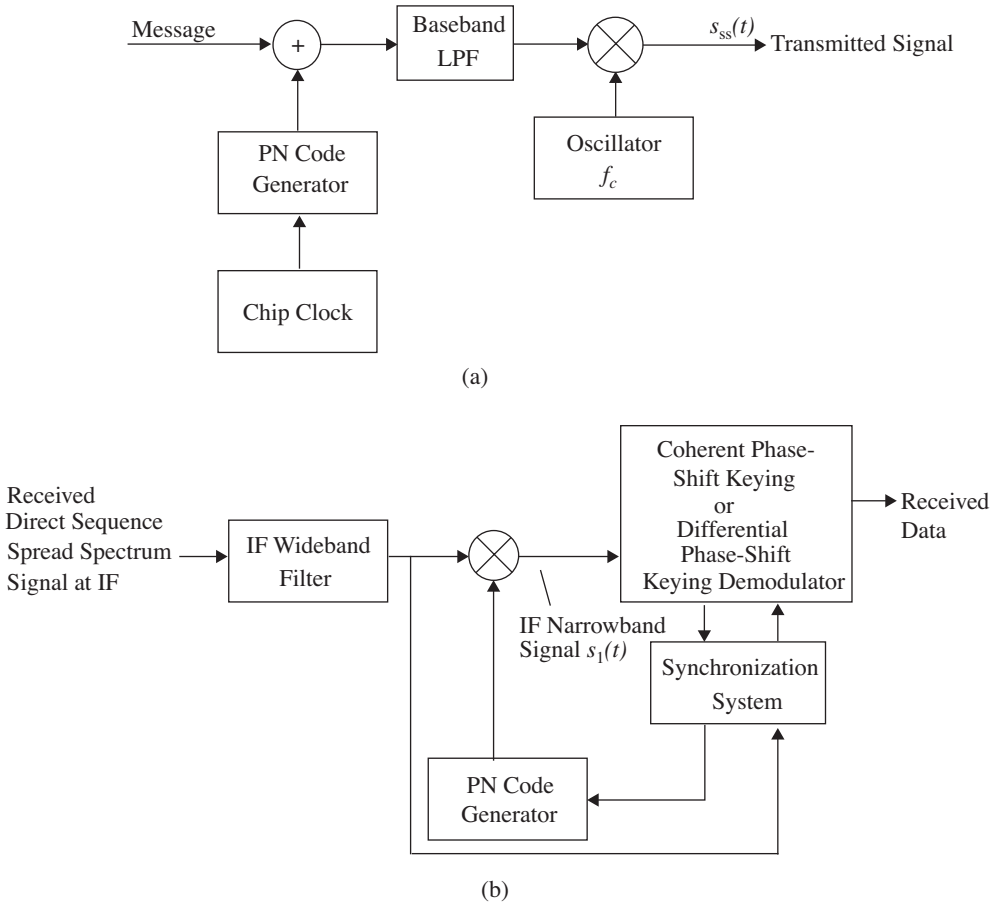 Message
+
Baseband
LPF
s_ss(t)
Transmitted Signal
PN Code
Generator
Oscillator
f_c
Chip Clock
(a)
Received
Direct Sequence
Spread Spectrum
Signal at IF
IF Wideband
Filter
IF Narrowband
Signal s_1(t)
Coherent Phase-
Shift Keying
or
Differential
Phase-Shift
Keying Demodulator
Received
Data
Synchronization
System
PN Code
Generator
(b)